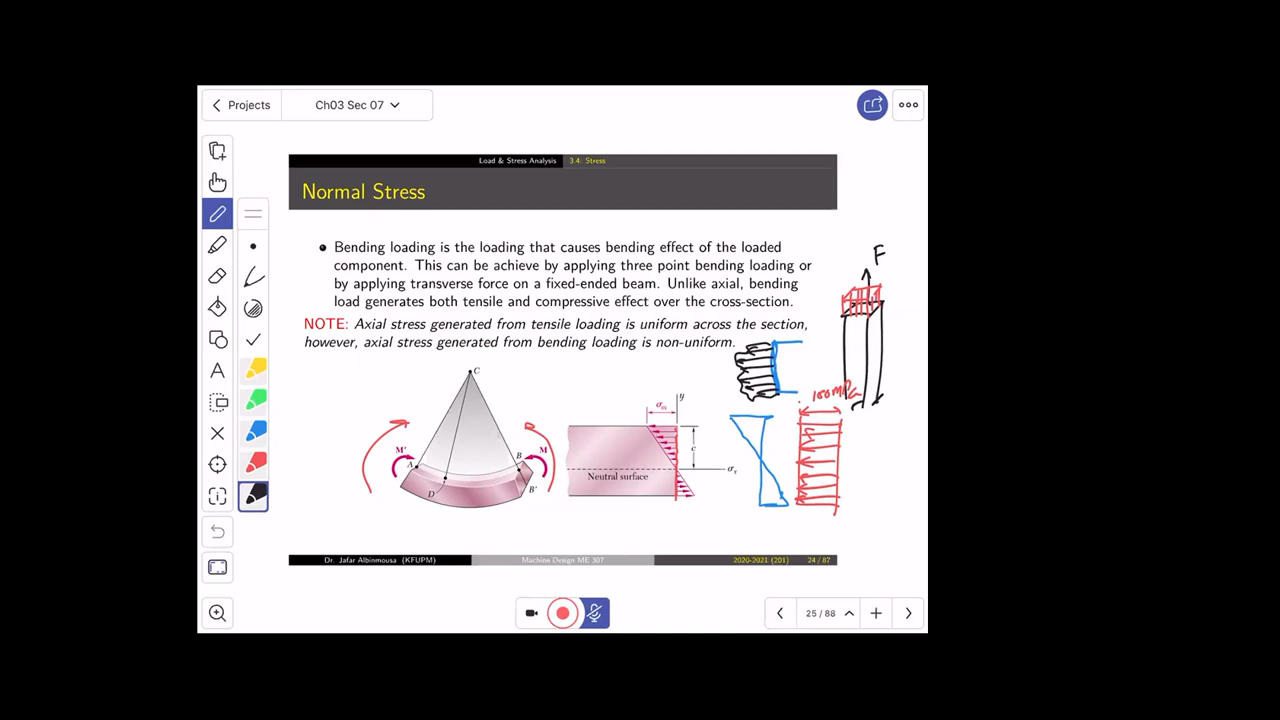 Projects
Ch03 Sec 07
Load & Stress Analysis 3.4: Stress
Normal Stress
Bending loading is the loading that causes bending effect of the loaded
component. This can be achieve by applying three point bending loading or
by applying transverse force on a fixed-ended beam. Unlike axial, bending
load generates both tensile and compressive effect over the cross-section.
NOTE: Axial stress generated from tensile loading is uniform across the section,
however, axial stress generated from bending loading is non-uniform.
F
100MPa
C
M'
A
D
B
M
B'
σm
y
c
Neutral surface
σx
Dr. Jafar Albinmousa (KFUPM) Machine Design ME 307 2020-2021 (201) 24 / 87
25 / 88